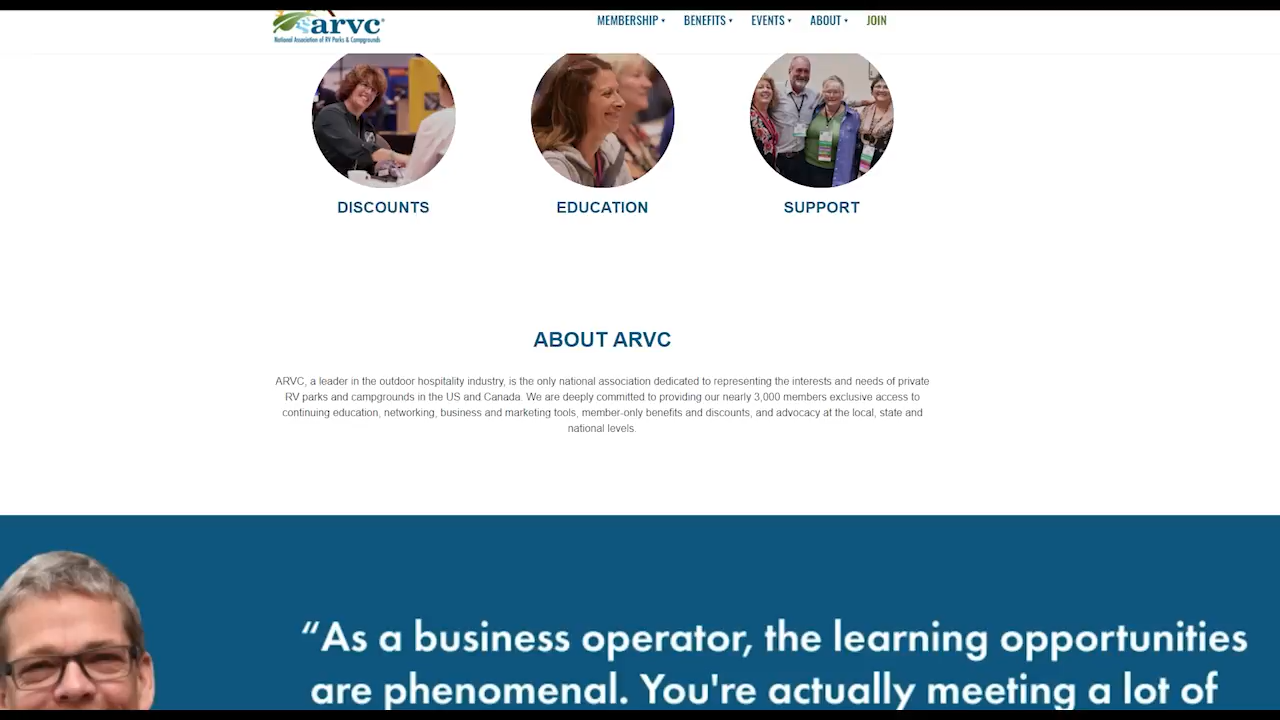 arvc®
National Association of RV Parks & Campgrounds
MEMBERSHIP ▾ BENEFITS ▾ EVENTS ▾ ABOUT ▾ JOIN
DISCOUNTS EDUCATION SUPPORT
ABOUT ARVC
ARVC, a leader in the outdoor hospitality industry, is the only national association dedicated to representing the interests and needs of private
RV parks and campgrounds in the US and Canada. We are deeply committed to providing our nearly 3,000 members exclusive access to
continuing education, networking, business and marketing tools, member-only benefits and discounts, and advocacy at the local, state and
national levels.
“As a business operator, the learning opportunities
are phenomenal. You're actually meeting a lot of